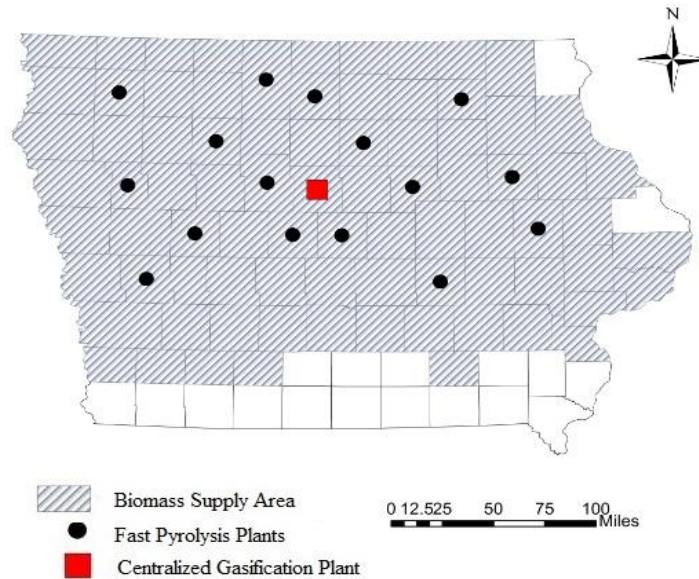 N
Biomass Supply Area
Fast Pyrolysis Plants
Centralized Gasification Plant
0 12.525 50 75 100
Miles